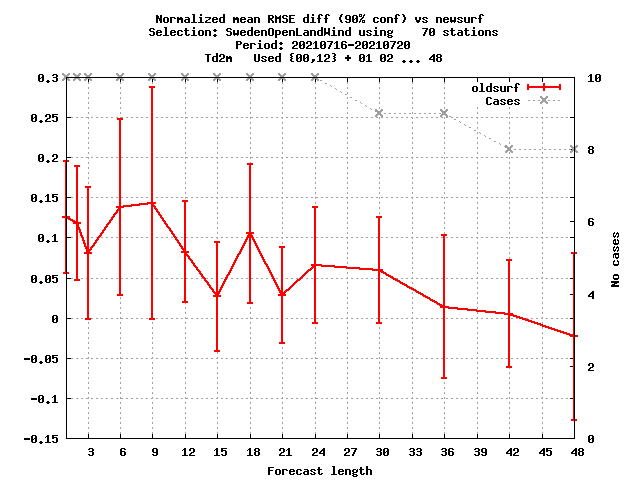 Normalized mean RMSE diff (90% conf) vs newsurf
Selection: SwedenOpenLandWind using    70 stations
Period: 20210716-20210720
Td2m   Used {00,12} + 01 02 ... 48
oldsurf
Cases
0.3
0.25
0.2
0.15
0.1
0.05
0
-0.05
-0.1
-0.15
10
8
6
4
2
0
No cases
3 6 9 12 15 18 21 24 27 30 33 36 39 42 45 48
Forecast length